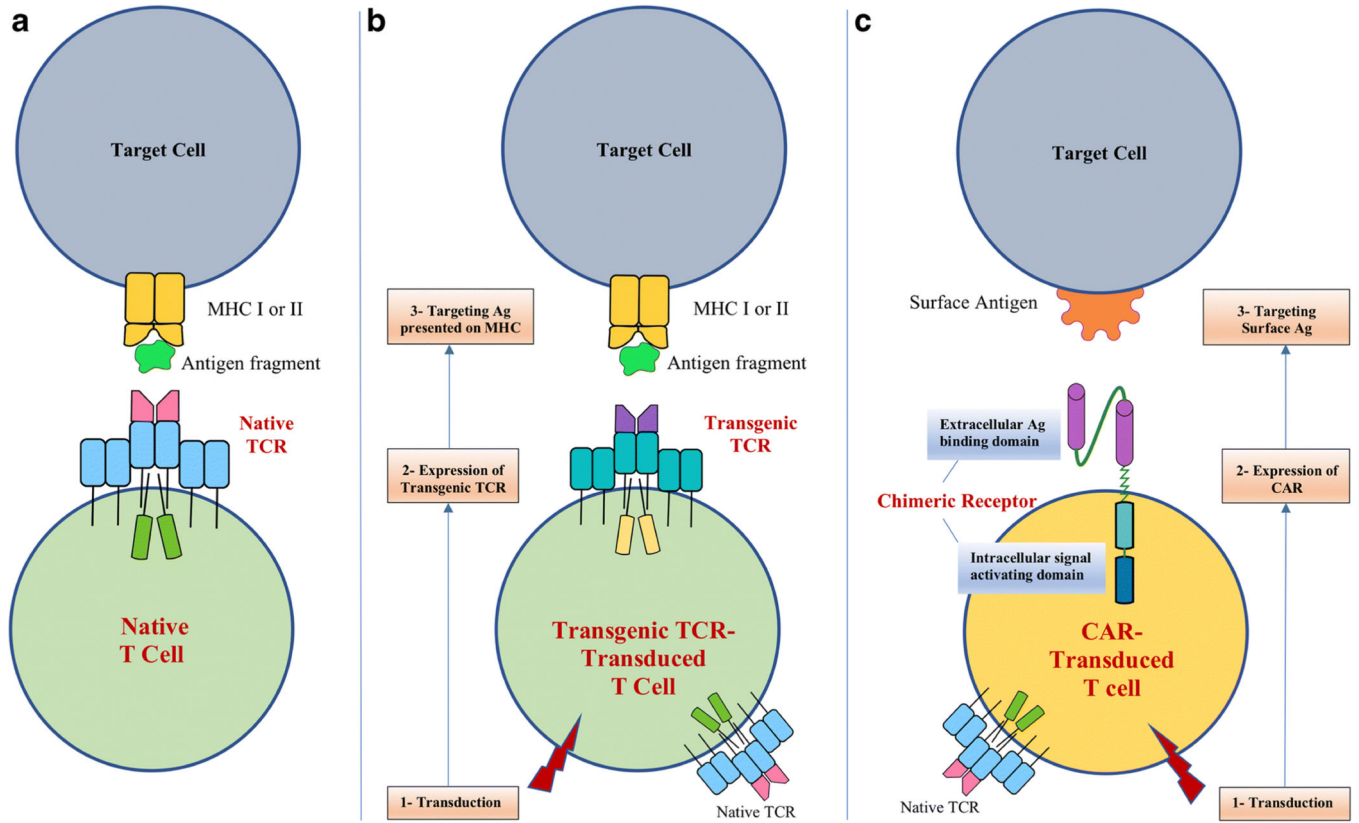 a
Target Cell
MHC I or II
Antigen fragment
Native
TCR
Native
T Cell
b
Target Cell
MHC I or II
Antigen fragment
3- Targeting Ag
presented on MHC
Transgenic
TCR
2- Expression of
Transgenic TCR
Transgenic TCR-
Transduced
T Cell
1- Transduction
Native TCR
c
Target Cell
Surface Antigen
3- Targeting
Surface Ag
Extracellular Ag
binding domain
2- Expression of
CAR
Chimeric Receptor
Intracellular signal
activating domain
CAR-
Transduced
T cell
Native TCR
1- Transduction